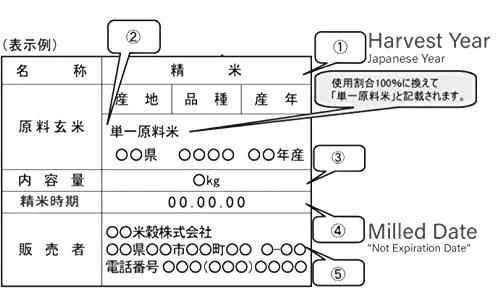 (表示例)
②
①
Harvest Year
Japanese Year
名 称
精 米
使用割合100%に換えて
「単一原料米」と記載されます。
原料玄米
産 地
品 種
産 年
単一原料米
○○県 ○○○○ ○○年産
③
内 容 量
○kg
精米時期
00.00.00
④
Milled Date
"Not Expiration Date"
販 売 者
○○米穀株式会社
○○県○○市○○町○○ ○-○○
電話番号 ○○○(○○○)○○○○
⑤